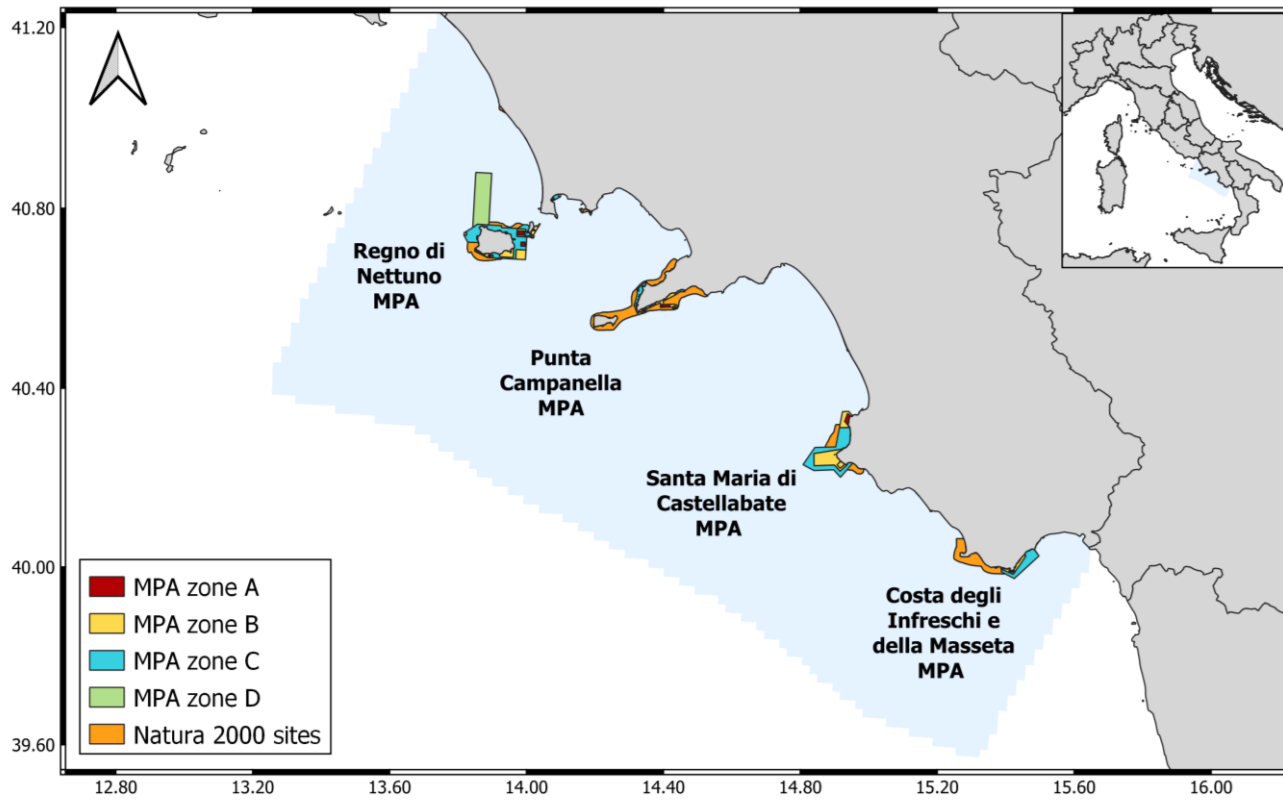 41.20
40.80
40.40
40.00
39.60
Regno di
Nettuno
MPA
Punta
Campanella
MPA
Santa Maria di
Castellabate
MPA
Costa degli
Infreschi e
della Masseta
MPA
MPA zone A
MPA zone B
MPA zone C
MPA zone D
Natura 2000 sites
12.80 13.20 13.60 14.00 14.40 14.80 15.20 15.60 16.00